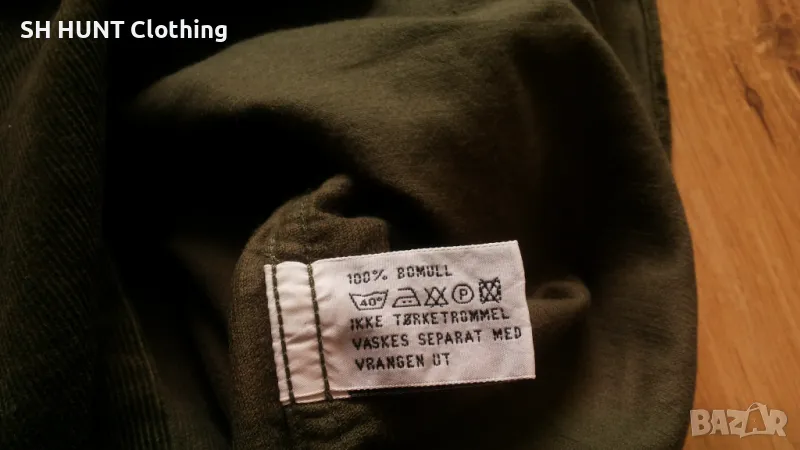 SH HUNT Clothing
100% BOMULL
40° P
IKKE TØRKETROMMEL
VASKES SEPARAT MED
VRANGEN UT
BAZAR